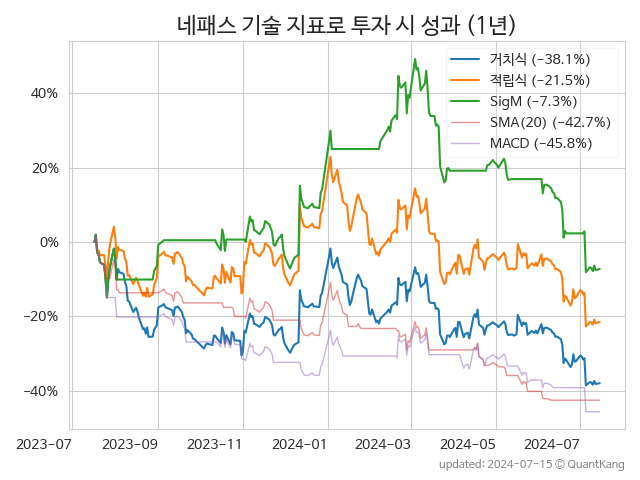 네패스 기술 지표로 투자 시 성과 (1년)
거치식 (−38.1%)
적립식 (−21.5%)
SigM (−7.3%)
SMA(20) (−42.7%)
MACD (−45.8%)
40%
20%
0%
−20%
−40%
2023-07 2023-09 2023-11 2024-01 2024-03 2024-05 2024-07
updated: 2024-07-15 © QuantKang